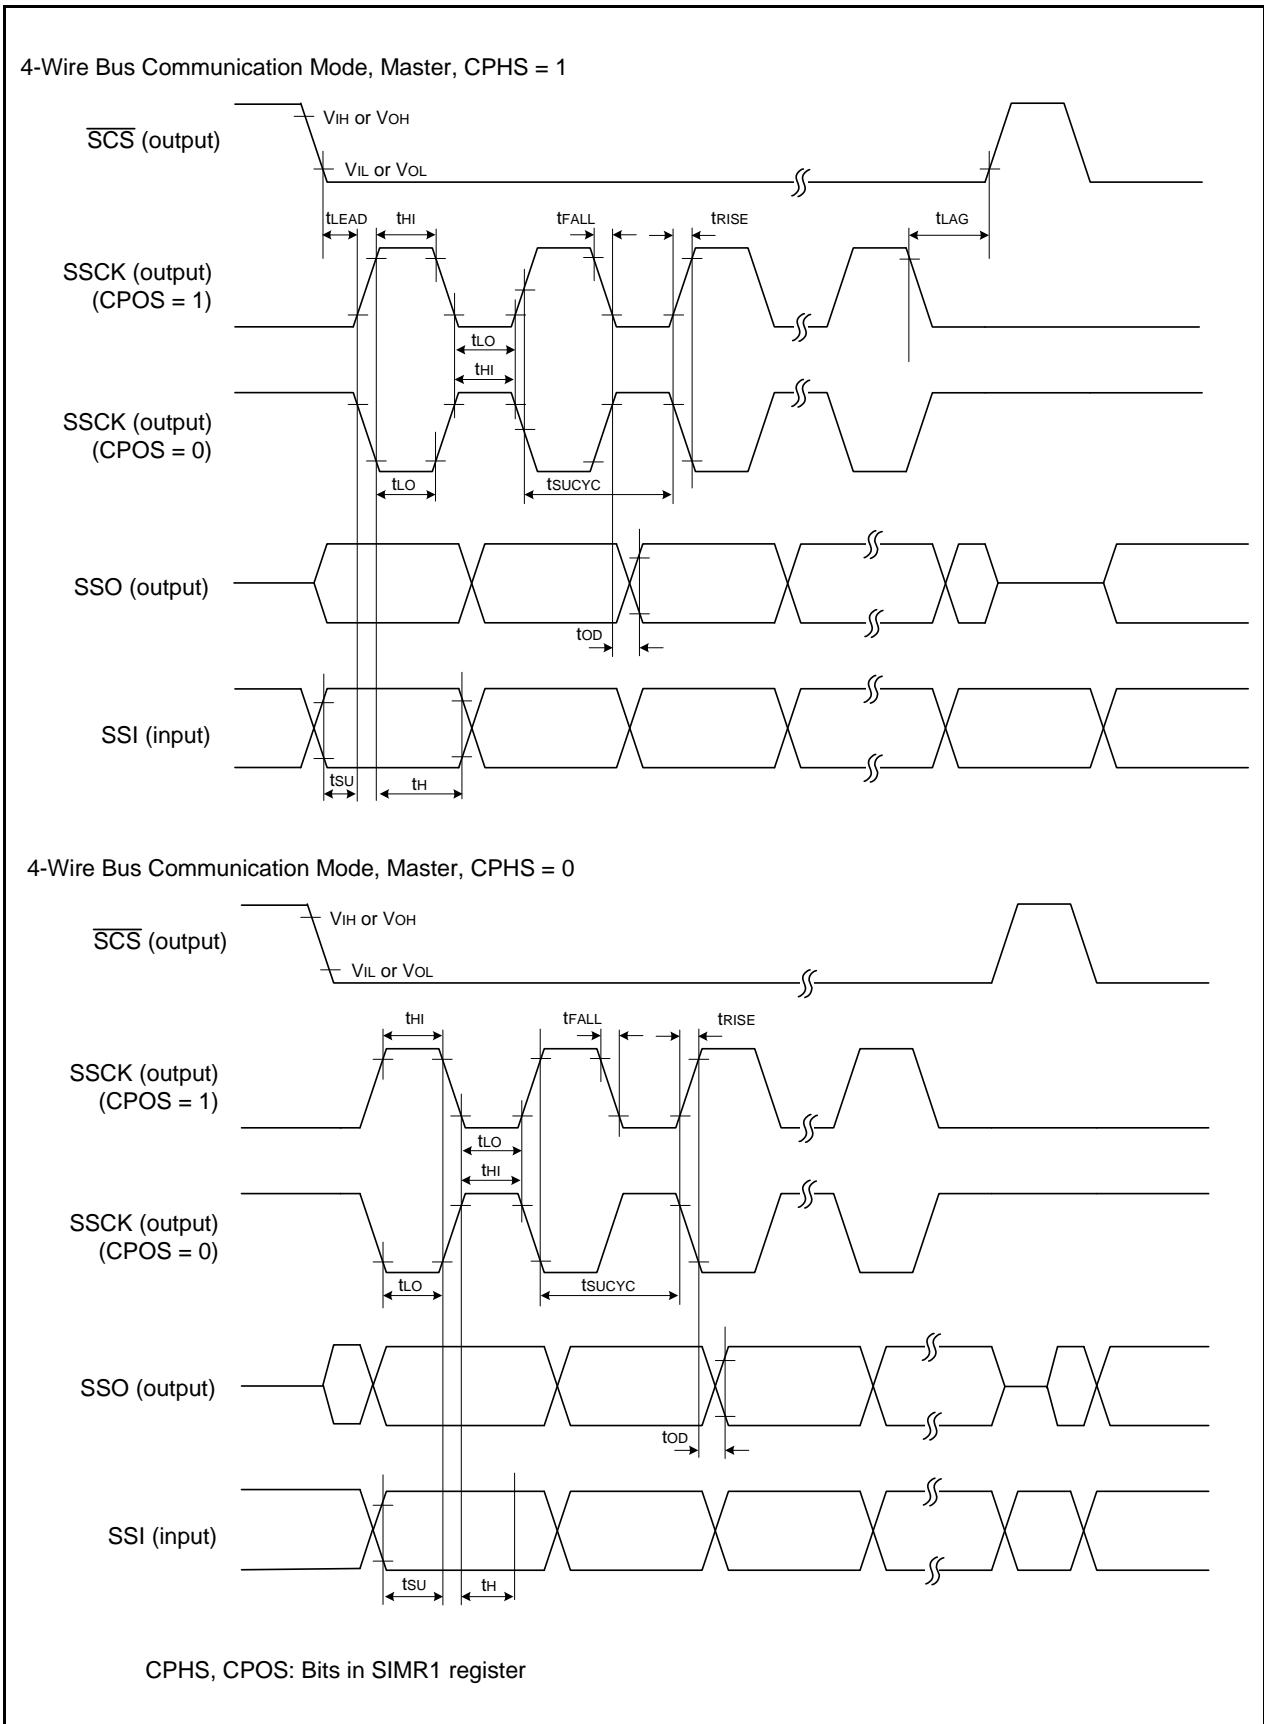 4-Wire Bus Communication Mode, Master, CPHS = 1
VIH or VOH
SCS (output)
VIL or VOL
tLEAD tHI tFALL tRISE tLAG
SSCK (output)
(CPOS = 1)
tLO
tHI
SSCK (output)
(CPOS = 0)
tLO tSUCYC
SSO (output)
tOD
SSI (input)
tSU tH
4-Wire Bus Communication Mode, Master, CPHS = 0
VIH or VOH
SCS (output)
VIL or VOL
tHI tFALL tRISE
SSCK (output)
(CPOS = 1)
tLO
tHI
SSCK (output)
(CPOS = 0)
tLO tSUCYC
SSO (output)
tOD
SSI (input)
tSU tH
CPHS, CPOS: Bits in SIMR1 register